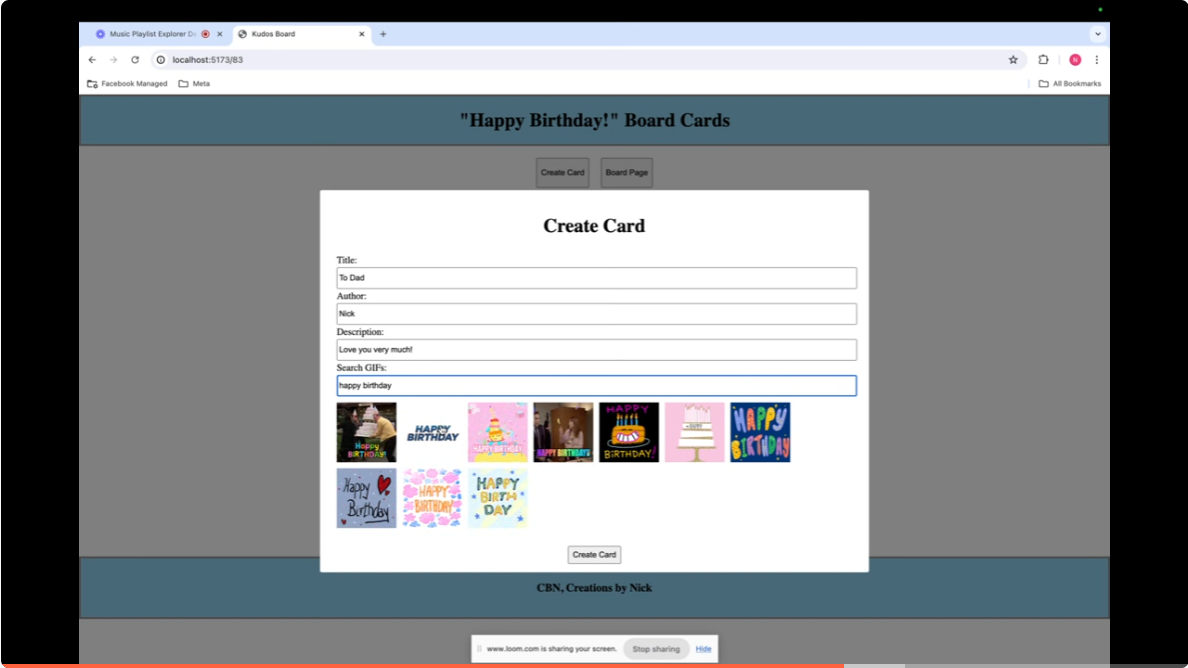 Music Playlist Explorer De
Kudos Board
localhost:5173/83
N
Facebook Managed
Meta
All Bookmarks
"Happy Birthday!" Board Cards
Create Card
Board Page
Create Card
Title:
To Dad
Author:
Nick
Description:
Love you very much!
Search GIFs:
happy birthday
Happy
BIRTHDAY!
HAPPY
BIRTHDAY
HAPPY BIRTHDAY
HAPPY BIRTHDAY!
HAPPY
BIRTHDAY!
HAPPY
BIRTHDAY
Happy
Birthday
HAPPY
BIRTHDAY
HAPPY
BIRTH
DAY
Create Card
CBN, Creations by Nick
www.loom.com is sharing your screen.
Stop sharing
Hide